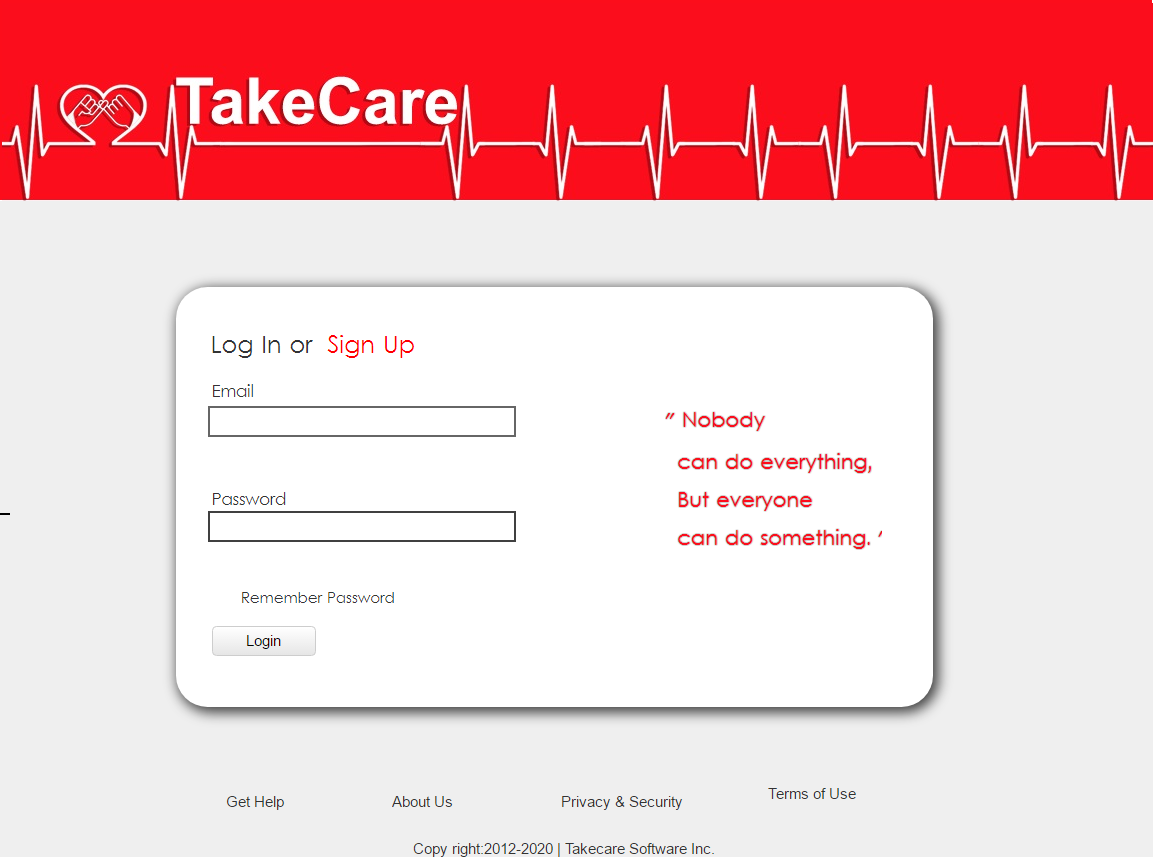 TakeCare
Log In or Sign Up
Email
" Nobody
can do everything,
Password
But everyone
can do something. '
Remember Password
Login
Get Help About Us Privacy & Security Terms of Use
Copy right:2012-2020 | Takecare Software Inc.